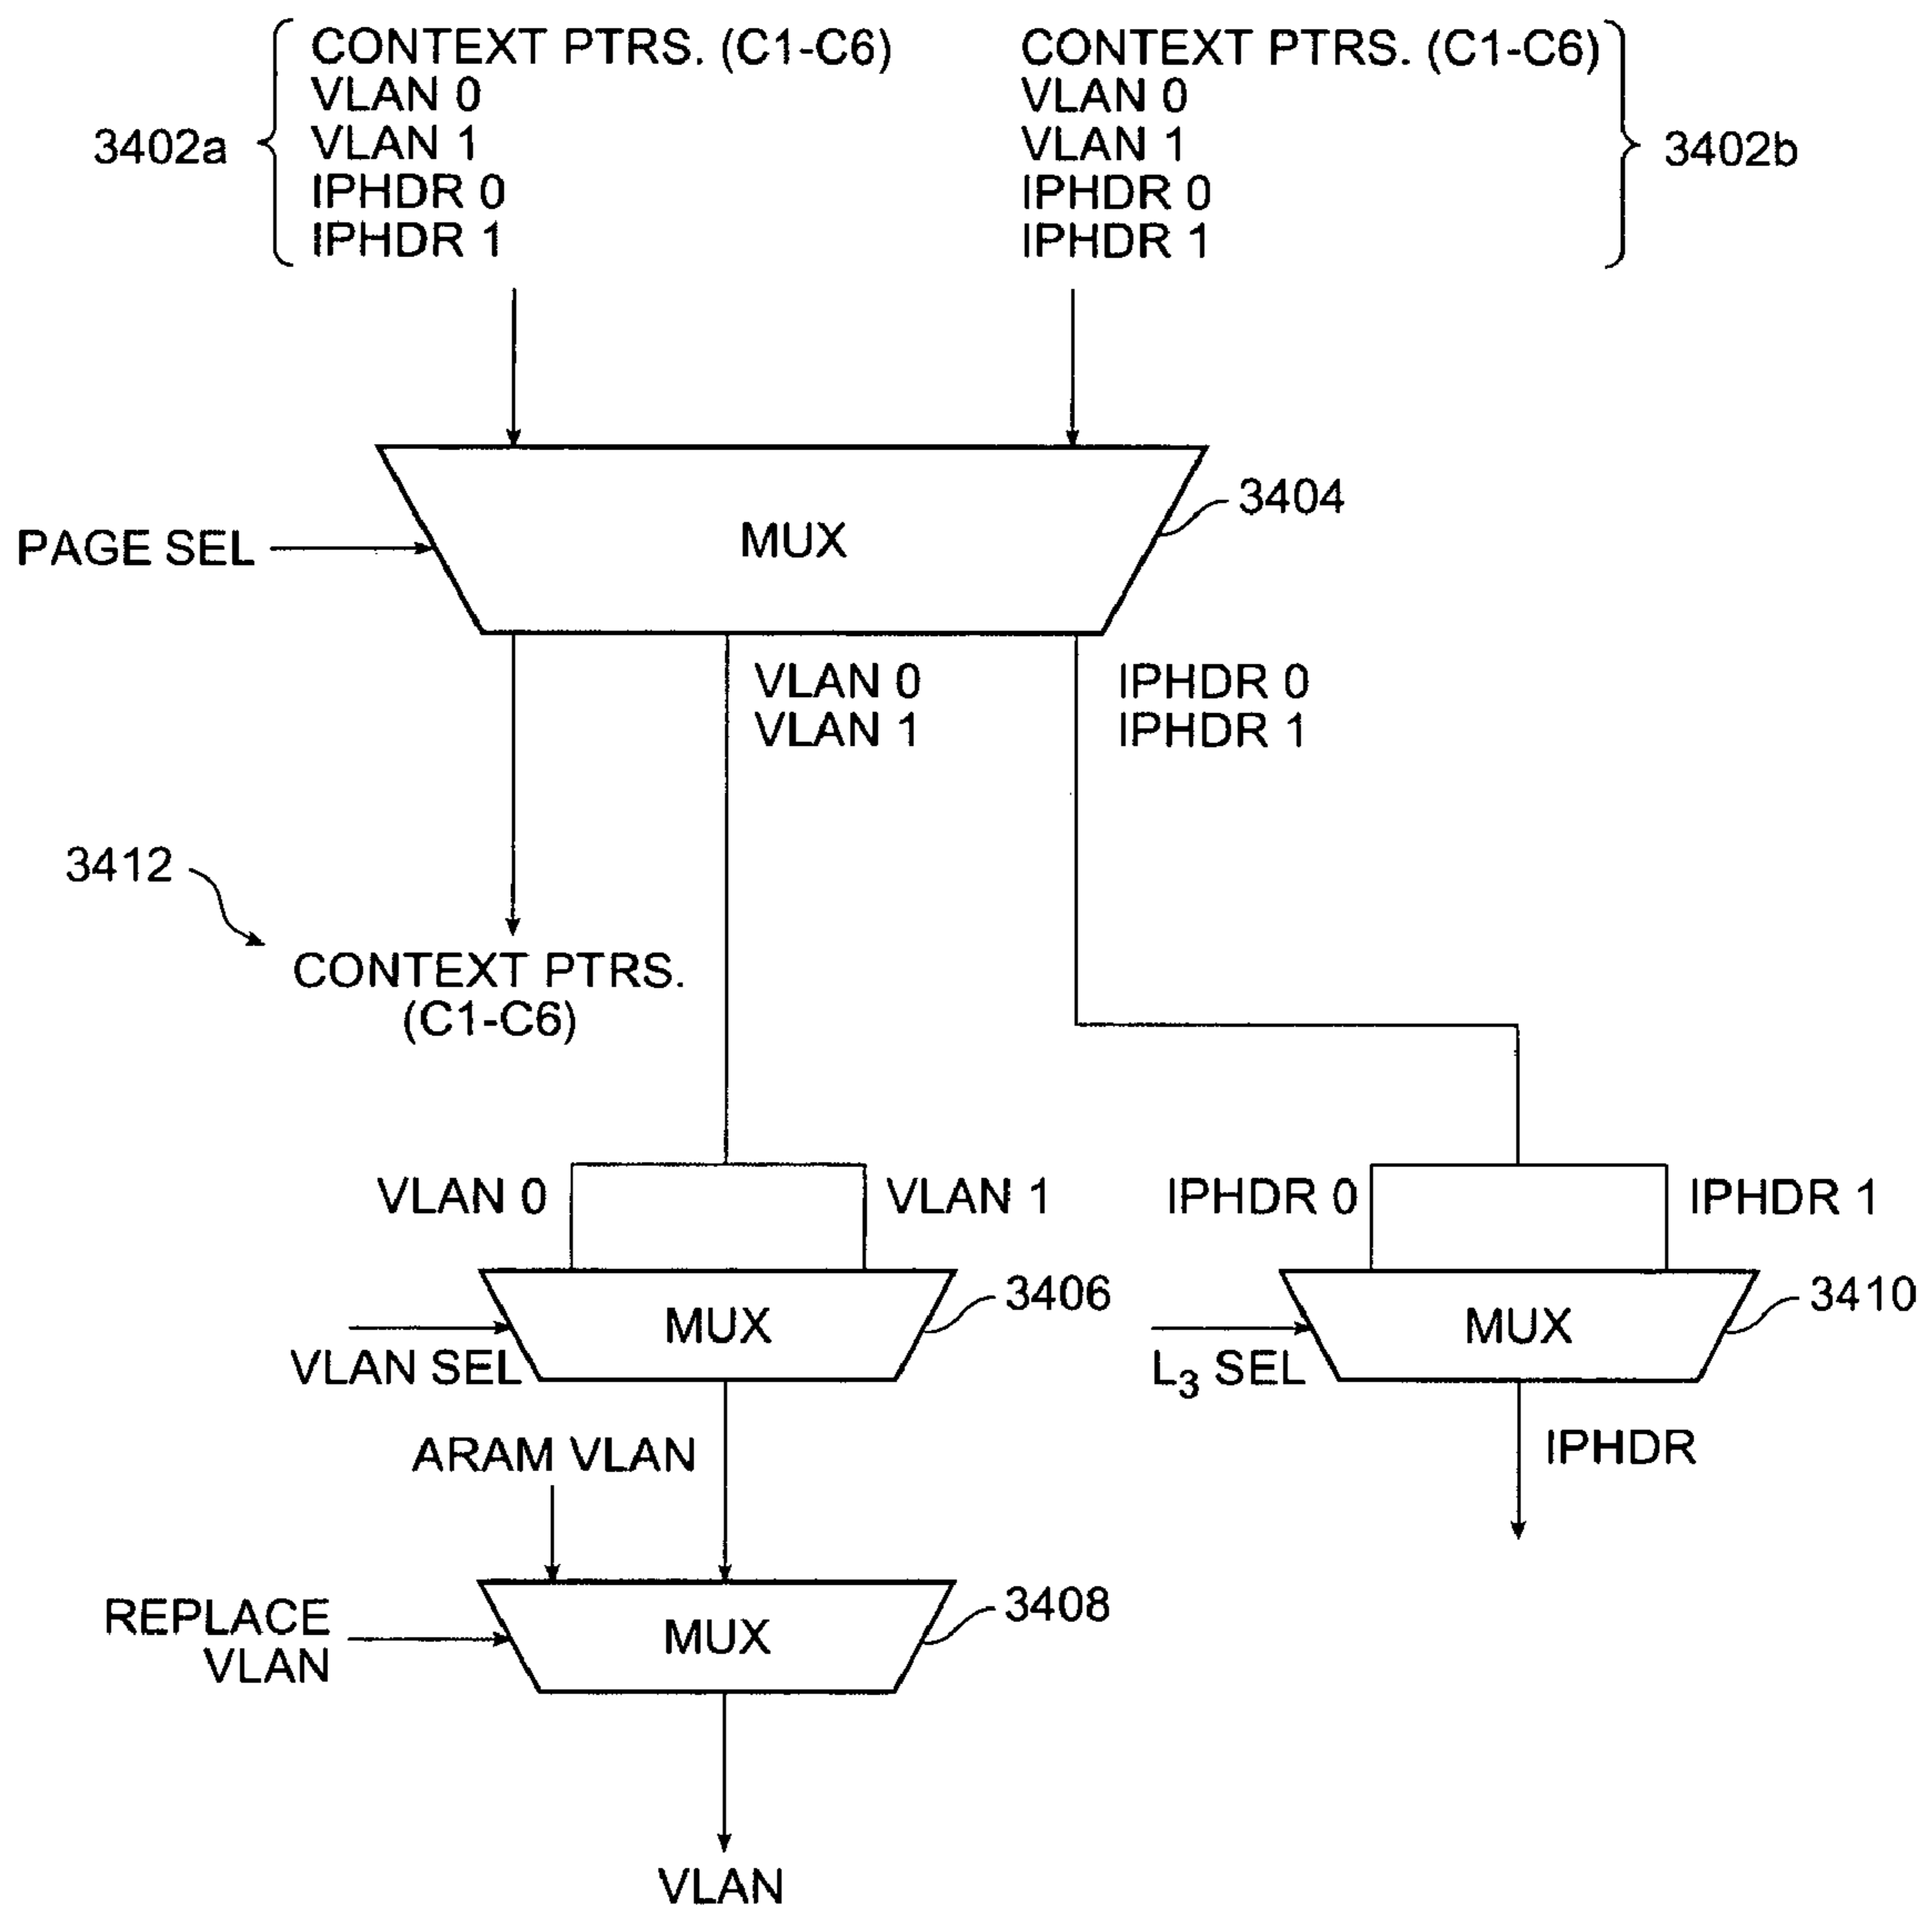 3402a
CONTEXT PTRS. (C1-C6)
VLAN 0
VLAN 1
IPHDR 0
IPHDR 1
CONTEXT PTRS. (C1-C6)
VLAN 0
VLAN 1
IPHDR 0
IPHDR 1
3402b
PAGE SEL
MUX
3404
VLAN 0
VLAN 1
IPHDR 0
IPHDR 1
3412
CONTEXT PTRS.
(C1-C6)
VLAN 0
VLAN 1
IPHDR 0
IPHDR 1
MUX
3406
VLAN SEL
MUX
3410
L3 SEL
ARAM VLAN
IPHDR
REPLACE
VLAN
MUX
3408
VLAN